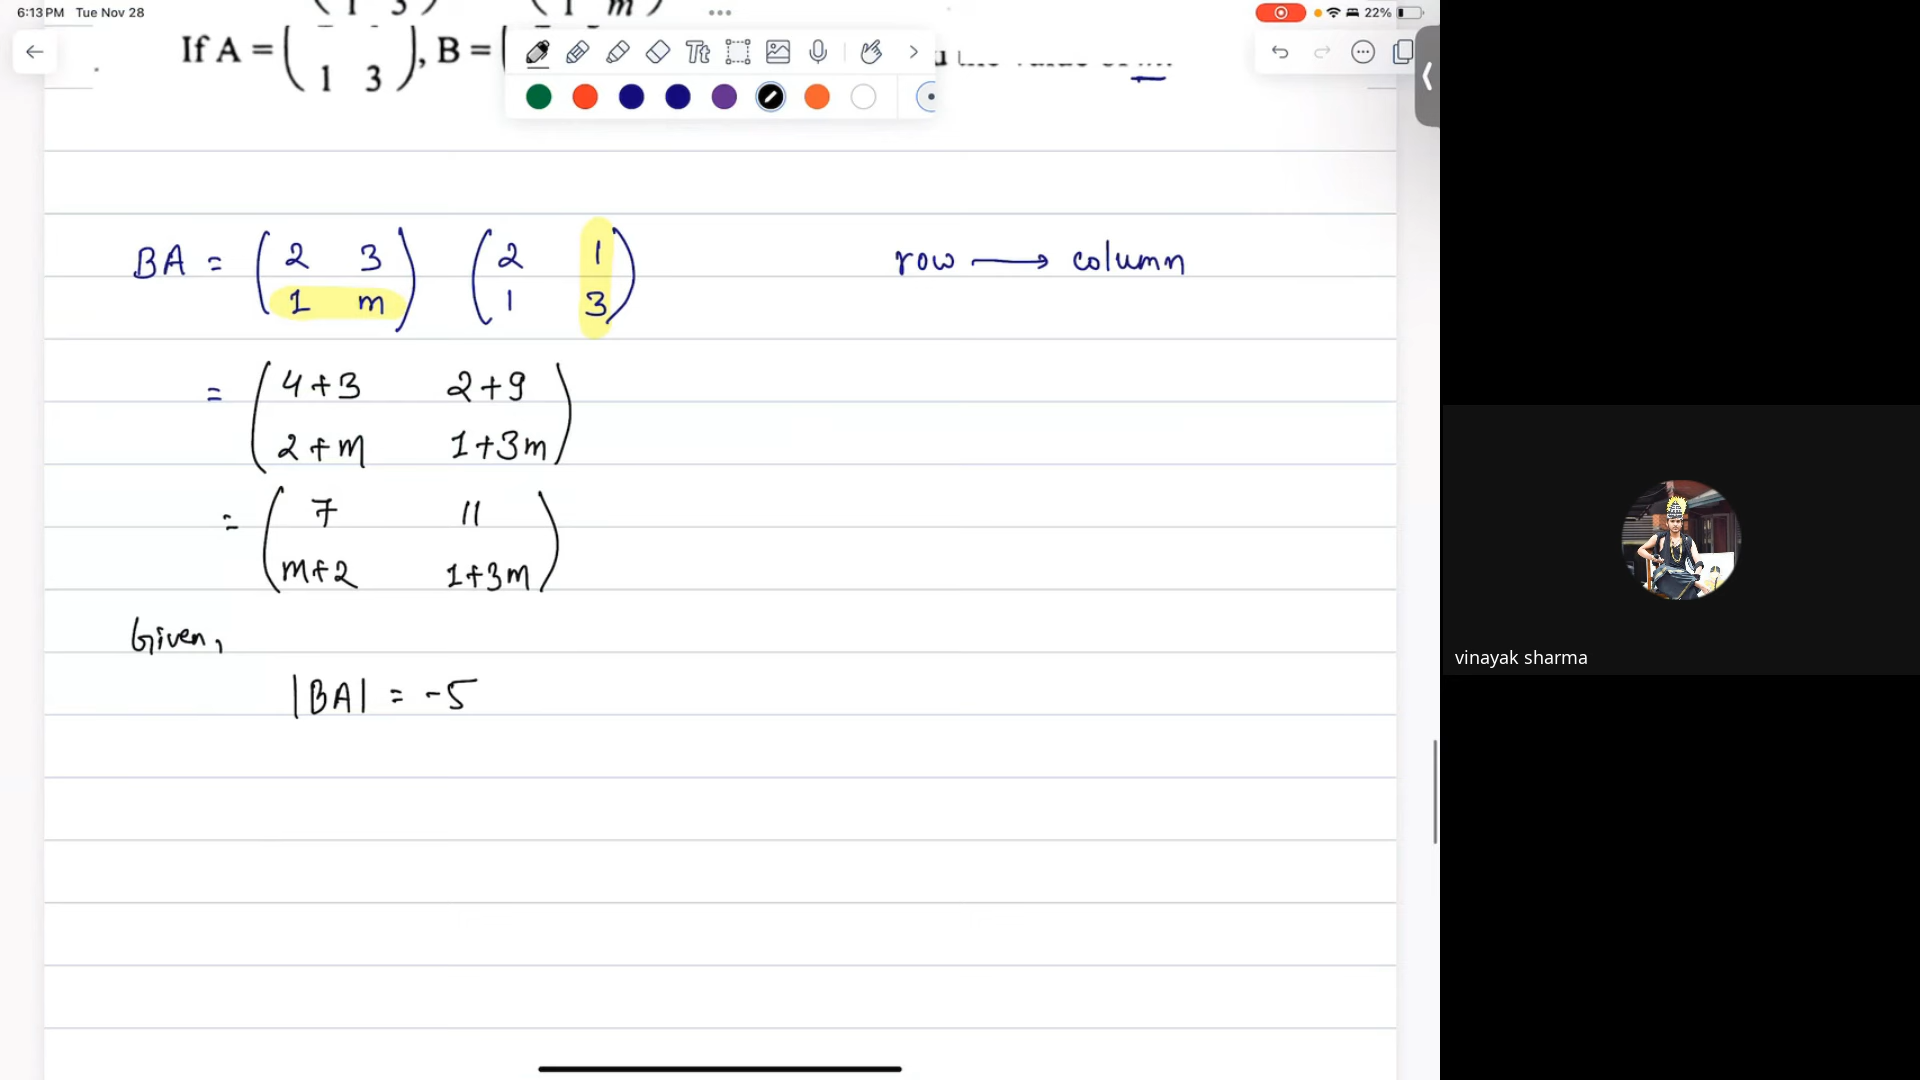 6:13 PM Tue Nov 28
22%
If A = ( 1 3 ), B = (
Tt
BA = ( 2 3 ) ( 2 1 )
( 1 m ) ( 1 3 )
row ⟶ column
= ( 4+3 2+9 )
( 2+m 1+3m )
= ( 7 11 )
( m+2 1+3m )
Given,
|BA| = -5
vinayak sharma